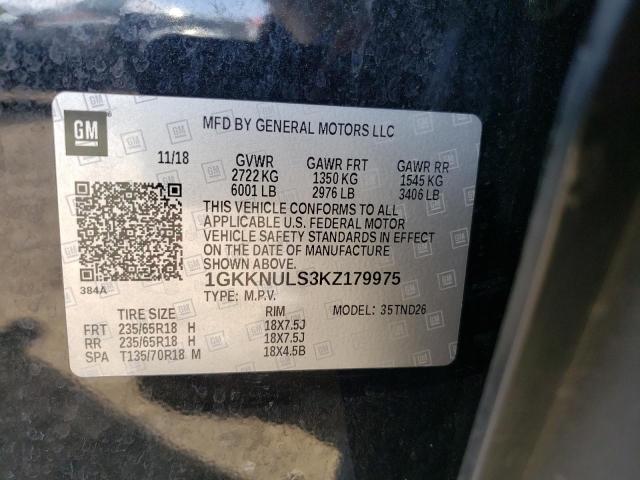 GM
MFD BY GENERAL MOTORS LLC
11/18 GVWR GAWR FRT GAWR RR
2722 KG 1350 KG 1545 KG
6001 LB 2976 LB 3406 LB
THIS VEHICLE CONFORMS TO ALL
APPLICABLE U.S. FEDERAL MOTOR
VEHICLE SAFETY STANDARDS IN EFFECT
ON THE DATE OF MANUFACTURE
SHOWN ABOVE.
384A
1GKKNULS3KZ179975
TYPE: M.P.V. MODEL: 35TND26
TIRE SIZE RIM
FRT 235/65R18 H 18X7.5J
RR 235/65R18 H 18X7.5J
SPA T135/70R18 M 18X4.5B